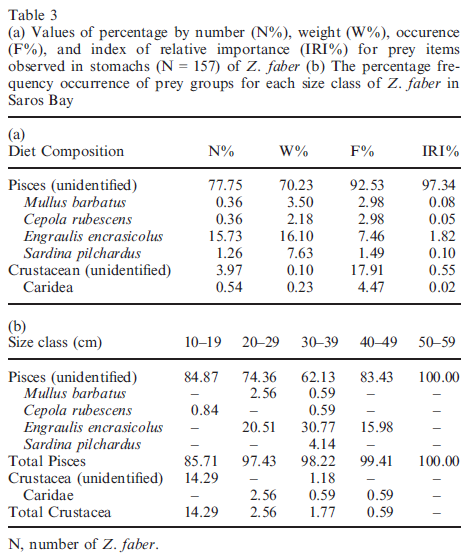 Table 3
(a) Values of percentage by number (N%), weight (W%), occurence
(F%), and index of relative importance (IRI%) for prey items
observed in stomachs (N = 157) of Z. faber (b) The percentage fre-
quency occurrence of prey groups for each size class of Z. faber in
Saros Bay
(a)
Diet Composition N% W% F% IRI%
Pisces (unidentified) 77.75 70.23 92.53 97.34
Mullus barbatus 0.36 3.50 2.98 0.08
Cepola rubescens 0.36 2.18 2.98 0.05
Engraulis encrasicolus 15.73 16.10 7.46 1.82
Sardina pilchardus 1.26 7.63 1.49 0.10
Crustacean (unidentified) 3.97 0.10 17.91 0.55
Caridea 0.54 0.23 4.47 0.02
(b)
Size class (cm) 10–19 20–29 30–39 40–49 50–59
Pisces (unidentified) 84.87 74.36 62.13 83.43 100.00
Mullus barbatus – 2.56 0.59 – –
Cepola rubescens 0.84 – 0.59 – –
Engraulis encrasicolus – 20.51 30.77 15.98 –
Sardina pilchardus – – 4.14 – –
Total Pisces 85.71 97.43 98.22 99.41 100.00
Crustacea (unidentified) 14.29 – 1.18 – –
Caridae – 2.56 0.59 0.59 –
Total Crustacea 14.29 2.56 1.77 0.59 –
N, number of Z. faber.